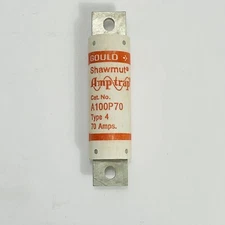 GOULD
Shawmut®
Amp-trap
Cat. No.
A100P70
Type 4
70 Amps.